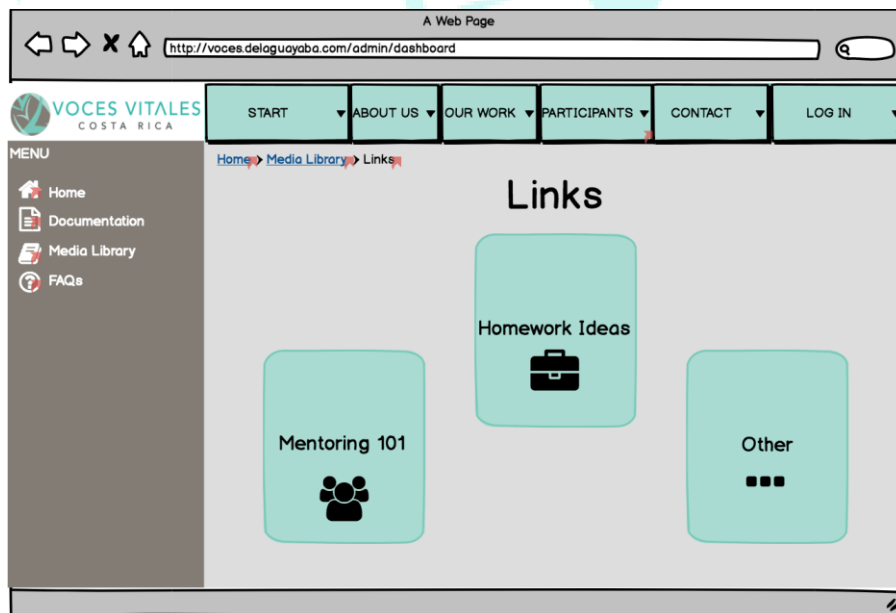 A Web Page
http://voces.delaguayaba.com/admin/dashboard
VOCES VITALES
COSTA RICA
START
ABOUT US
OUR WORK
PARTICIPANTS
CONTACT
LOG IN
MENU
Home
Documentation
Media Library
FAQs
Home > Media Library > Links
Links
Homework Ideas
Mentoring 101
Other